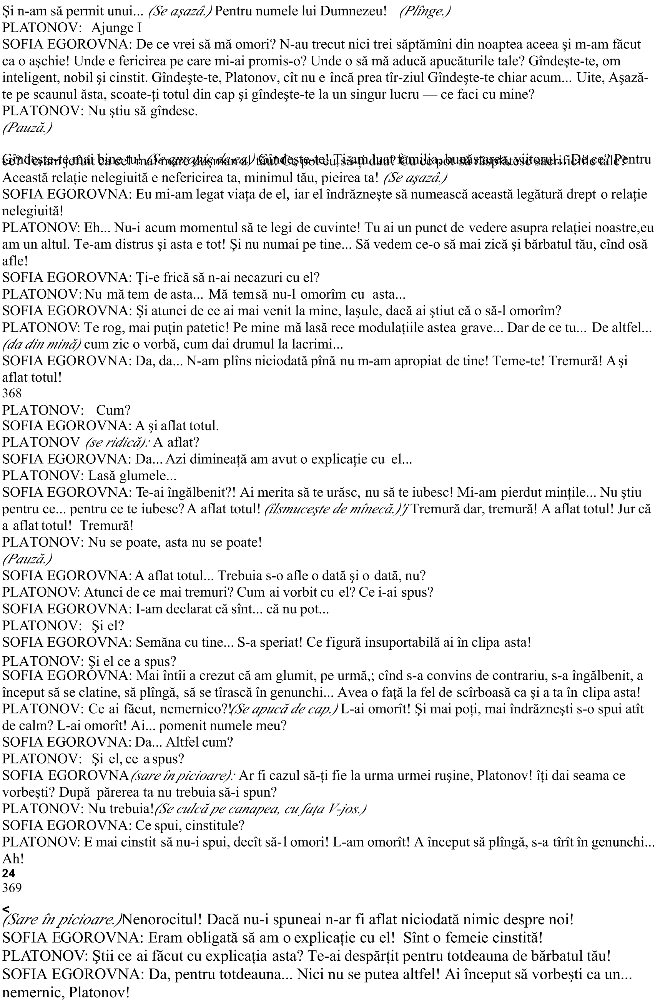 Şi n-am să permit unui... (Se aşazâ.) Pentru numele lui Dumnezeu! (Plînge.)
PLATONOV: Ajunge I
SOFIA EGOROVNA: De ce vrei să mă omori? N-au trecut nici trei săptămîni din noaptea aceea şi m-am făcut
ca o aşchie! Unde e fericirea pe care mi-ai promis-o? Unde o să mă aducă apucăturile tale? Gîndeşte-te, om
inteligent, nobil şi cinstit. Gîndeşte-te, Platonov, cît nu e încă prea tîr-ziul Gîndeşte-te chiar acum... Uite, Aşază-
te pe scaunul ăsta, scoate-ţi totul din cap şi gîndeşte-te la un singur lucru — ce faci cu mine?
PLATONOV: Nu ştiu să gîndesc.
(Pauză.)
Gîndeşte-te mai bine tu! (Se apropie de ea.) Gîndeşte-te! Ţi-am luat familia, bunăstarea, viitorul... De ce? Pentru
ce? Te-am jefuit ca cel mai mare duşman al tău! Ce pot eu să-ţi dau? Cu ce pot să răsplătesc sacrificiile tale?
Această relaţie nelegiuită e nefericirea ta, minimul tău, pieirea ta! (Se aşazâ.)
SOFIA EGOROVNA: Eu mi-am legat viaţa de el, iar el îndrăzneşte să numească această legătură drept o relaţie
nelegiuită!
PLATONOV: Eh... Nu-i acum momentul să te legi de cuvinte! Tu ai un punct de vedere asupra relaţiei noastre,eu
am un altul. Te-am distrus şi asta e tot! Şi nu numai pe tine... Să vedem ce-o să mai zică şi bărbatul tău, cînd osă
afle!
SOFIA EGOROVNA: Ţi-e frică să n-ai necazuri cu el?
PLATONOV: Nu mă tem de asta... Mă tem să nu-l omorîm cu asta...
SOFIA EGOROVNA: Şi atunci de ce ai mai venit la mine, laşule, dacă ai ştiut că o să-l omorîm?
PLATONOV: Te rog, mai puţin patetic! Pe mine mă lasă rece modulaţiile astea grave... Dar de ce tu... De altfel...
(da din mină) cum zic o vorbă, cum dai drumul la lacrimi...
SOFIA EGOROVNA: Da, da... N-am plîns niciodată pînă nu m-am apropiat de tine! Teme-te! Tremură! A şi
aflat totul!
368
PLATONOV: Cum?
SOFIA EGOROVNA: A şi aflat totul.
PLATONOV (se ridică): A aflat?
SOFIA EGOROVNA: Da... Azi dimineaţă am avut o explicaţie cu el...
PLATONOV: Lasă glumele...
SOFIA EGOROVNA: Te-ai îngălbenit?! Ai merita să te urăsc, nu să te iubesc! Mi-am pierdut minţile... Nu ştiu
pentru ce... pentru ce te iubesc? A aflat totul! (îlsmuceşte de mînecă.)'j Tremură dar, tremură! A aflat totul! Jur că
a aflat totul! Tremură!
PLATONOV: Nu se poate, asta nu se poate!
(Pauză.)
SOFIA EGOROVNA: A aflat totul... Trebuia s-o afle o dată şi o dată, nu?
PLATONOV: Atunci de ce mai tremuri? Cum ai vorbit cu el? Ce i-ai spus?
SOFIA EGOROVNA: I-am declarat că sînt... că nu pot...
PLATONOV: Şi el?
SOFIA EGOROVNA: Semăna cu tine... S-a speriat! Ce figură insuportabilă ai în clipa asta!
PLATONOV: Şi el ce a spus?
SOFIA EGOROVNA: Mai întîi a crezut că am glumit, pe urmă,; cînd s-a convins de contrariu, s-a îngălbenit, a
început să se clatine, să plîngă, să se tîrască în genunchi... Avea o faţă la fel de scîrboasă ca şi a ta în clipa asta!
PLATONOV: Ce ai făcut, nemernico?!(Se apucă de cap.) L-ai omorît! Şi mai poţi, mai îndrăzneşti s-o spui atît
de calm? L-ai omorît! Ai... pomenit numele meu?
SOFIA EGOROVNA: Da... Altfel cum?
PLATONOV: Şi el, ce a spus?
SOFIA EGOROVNA (sare în picioare): Ar fi cazul să-ţi fie la urma urmei ruşine, Platonov! îţi dai seama ce
vorbeşti? După părerea ta nu trebuia să-i spun?
PLATONOV: Nu trebuia! (Se culcă pe canapea, cu faţa V-jos.)
SOFIA EGOROVNA: Ce spui, cinstitule?
PLATONOV: E mai cinstit să nu-i spui, decît să-l omori! L-am omorît! A început să plîngă, s-a tîrît în genunchi...
Ah!
24
369
<
(Sare în picioare.)Nenorocitul! Dacă nu-i spuneai n-ar fi aflat niciodată nimic despre noi!
SOFIA EGOROVNA: Eram obligată să am o explicaţie cu el! Sînt o femeie cinstită!
PLATONOV: Ştii ce ai făcut cu explicaţia asta? Te-ai despărţit pentru totdeauna de bărbatul tău!
SOFIA EGOROVNA: Da, pentru totdeauna... Nici nu se putea altfel! Ai început să vorbeşti ca un...
nemernic, Platonov!